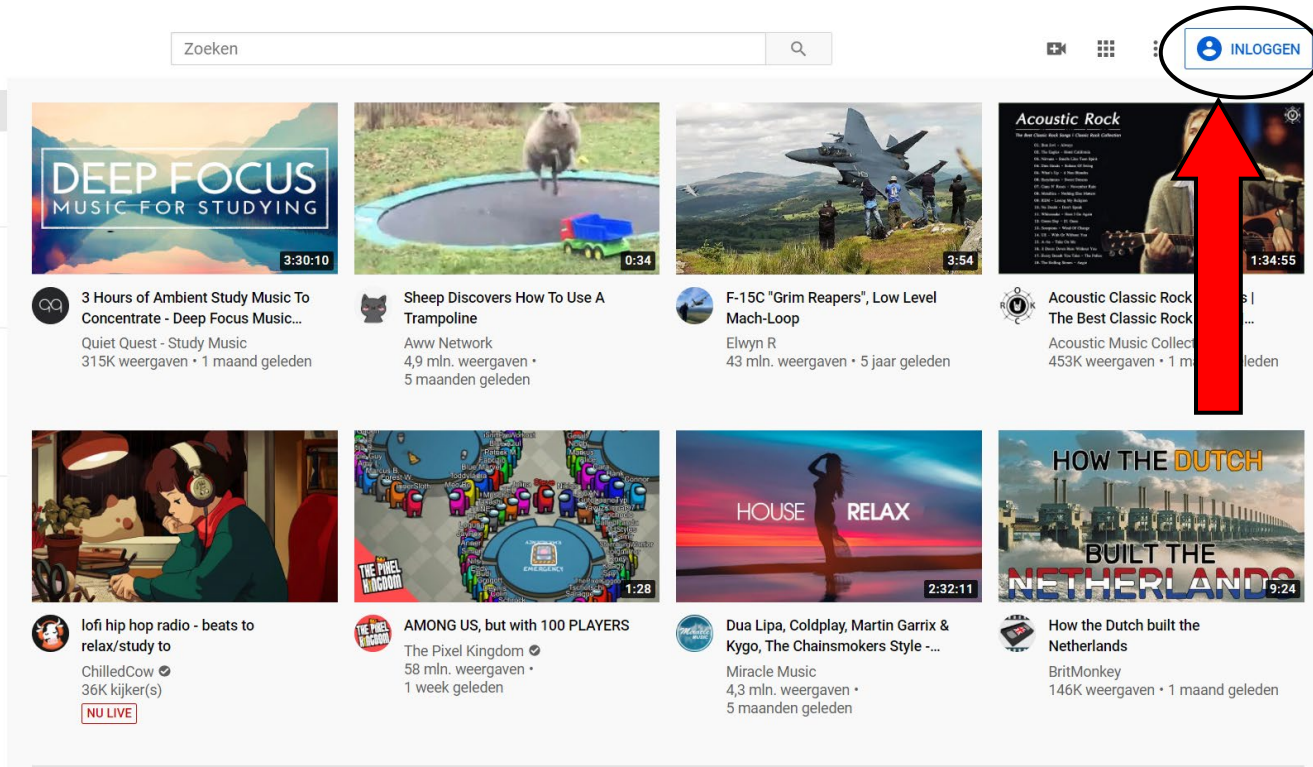 Zoeken
INLOGGEN
DEEP FOCUS
MUSIC FOR STUDYING
3:30:10
0:34
3:54
Acoustic Rock
1:34:55
3 Hours of Ambient Study Music To
Concentrate - Deep Focus Music...
Quiet Quest - Study Music
315K weergaven • 1 maand geleden
Sheep Discovers How To Use A
Trampoline
Aww Network
4,9 mln. weergaven •
5 maanden geleden
F-15C "Grim Reapers", Low Level
Mach-Loop
Elwyn R
43 mln. weergaven • 5 jaar geleden
Acoustic Classic Rock
The Best Classic Rock
Acoustic Music
453K weergaven • 1
THE PIXEL
KINGDOM
EMERGENCY
1:28
HOUSE RELAX
2:32:11
HOW THE DUTCH
BUILT THE
NETHERLANDS
9:24
lofi hip hop radio - beats to
relax/study to
ChilledCow
36K kijker(s)
NU LIVE
AMONG US, but with 100 PLAYERS
The Pixel Kingdom
58 mln. weergaven •
1 week geleden
Dua Lipa, Coldplay, Martin Garrix &
Kygo, The Chainsmokers Style -...
Miracle Music
4,3 mln. weergaven •
5 maanden geleden
How the Dutch built the
Netherlands
BritMonkey
146K weergaven • 1 maand geleden